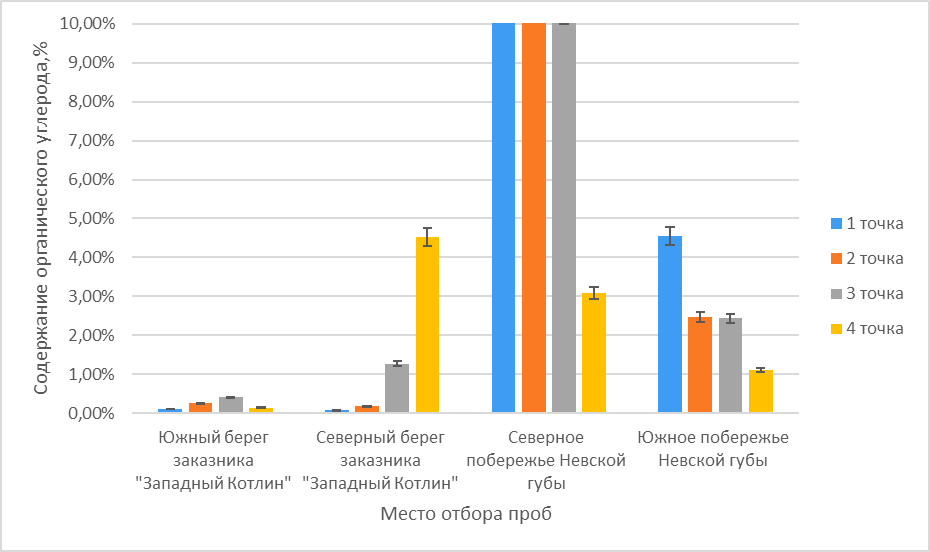 Содержание органического углерода,%
10,00%
9,00%
8,00%
7,00%
6,00%
5,00%
4,00%
3,00%
2,00%
1,00%
0,00%
Южный берег
заказника
"Западный Котлин"
Северный берег
заказника
"Западный Котлин"
Северное
побережье Невской
губы
Южное побережье
Невской губы
Место отбора проб
1 точка
2 точка
3 точка
4 точка